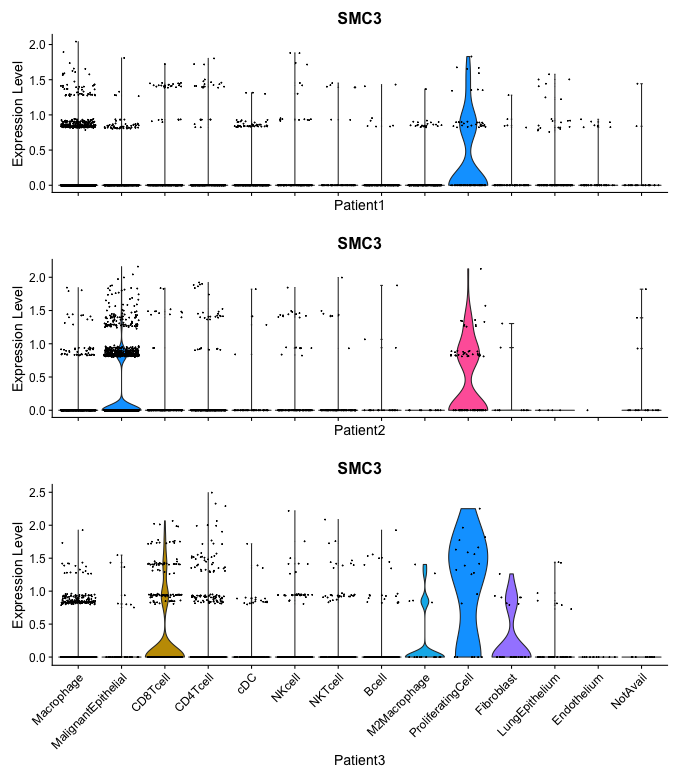 SMC3
Expression Level
2.0
1.5
1.0
0.5
0.0
Patient1
SMC3
Expression Level
2.0
1.5
1.0
0.5
0.0
Patient2
SMC3
Expression Level
2.5
2.0
1.5
1.0
0.5
0.0
Macrophage
MalignantEpithelial
CD8Tcell
CD4Tcell
cDC
NKcell
NKTcell
Bcell
M2Macrophage
ProliferatingCell
Fibroblast
LungEpithelium
Endothelium
NotAvail
Patient3